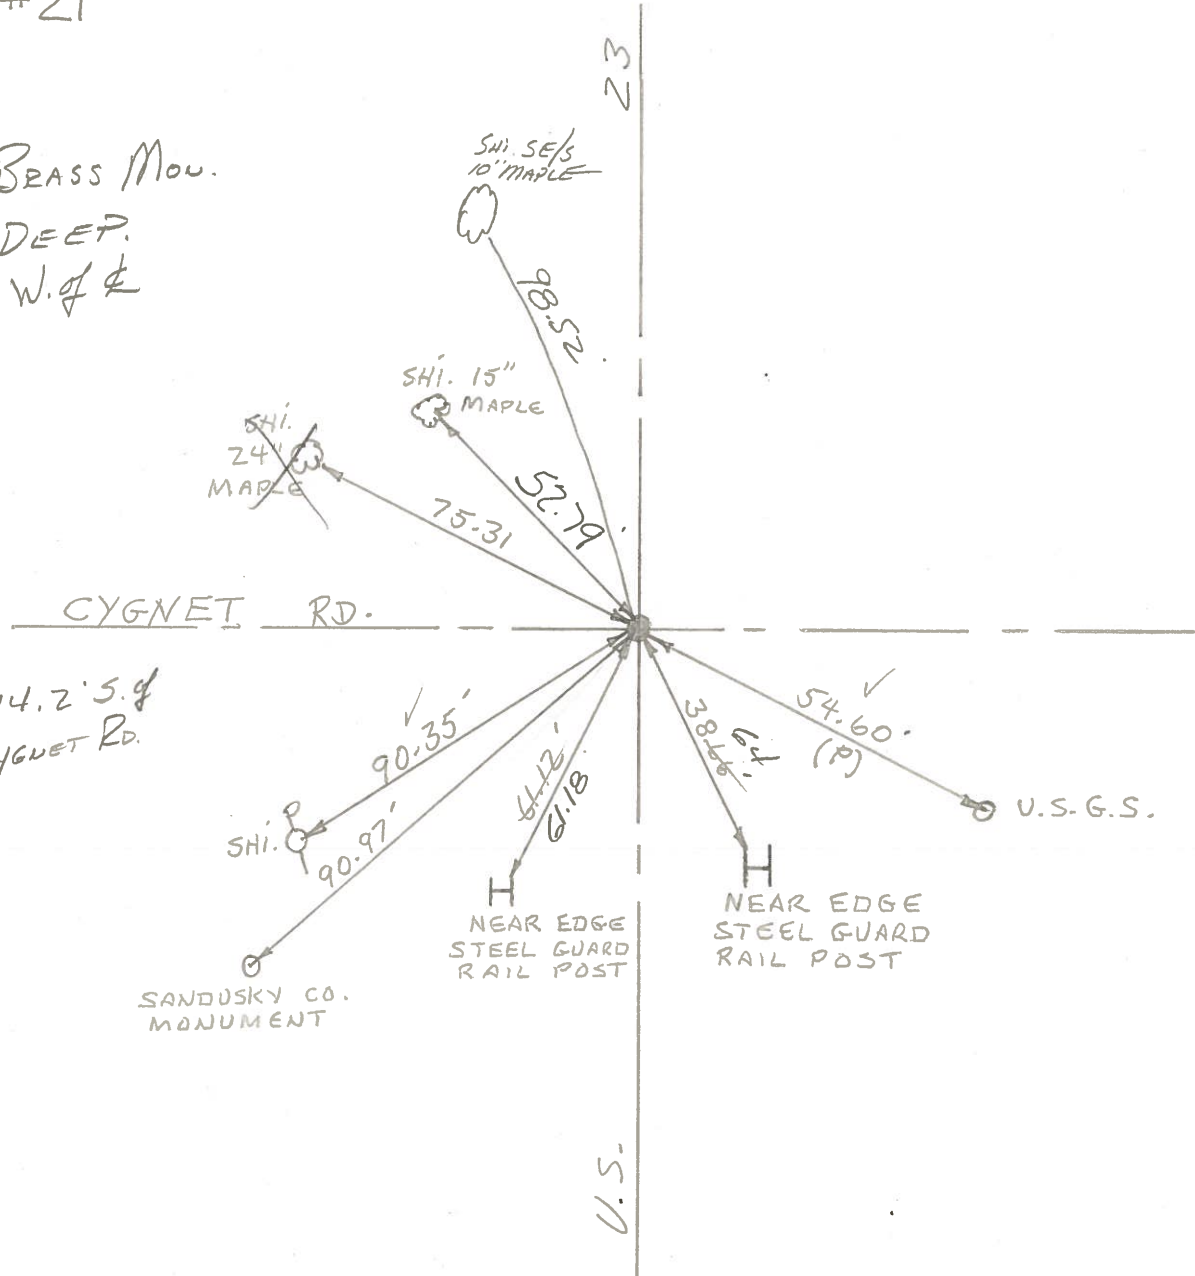 #21
23
BRASS MON.
DEEP.
W. of ℄
SHI. SE/S
10" MAPLE
98.52
SHI. 15"
MAPLE
SHI.
24"
MAPLE
75.31
52.79
CYGNET RD.
4.2' S. of
YGNET RD.
90.35'
90.97'
61.12'
61.18
38.66'
64
54.60'
(P)
P
SHI.
U.S.G.S.
NEAR EDGE
STEEL GUARD
RAIL POST
NEAR EDGE
STEEL GUARD
RAIL POST
SANDUSKY CO.
MONUMENT
U.S.